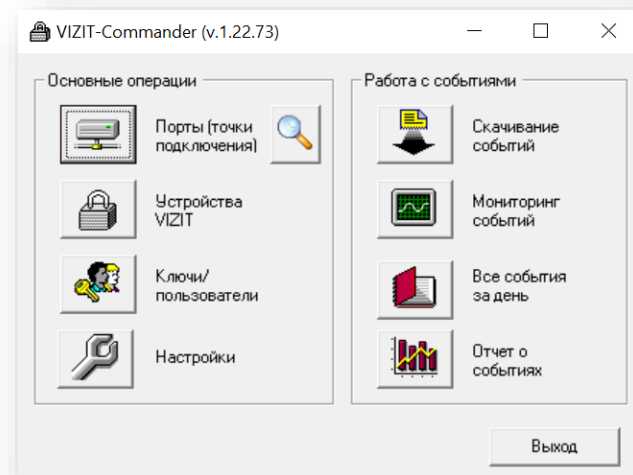 VIZIT-Commander (v.1.22.73)
Основные операции
Порты (точки
подключения)
Устройства
VIZIT
Ключи/
пользователи
Настройки
Работа с событиями
Скачивание
событий
Мониторинг
событий
Все события
за день
Отчет о
событиях
Выход